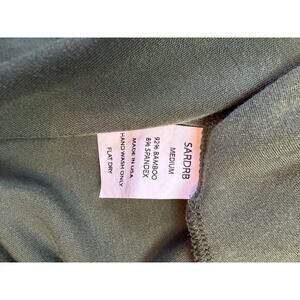 SARDRB
MEDIUM
92% BAMBOO
8% SPANDEX
MADE IN USA
HAND WASH ONLY
FLAT DRY